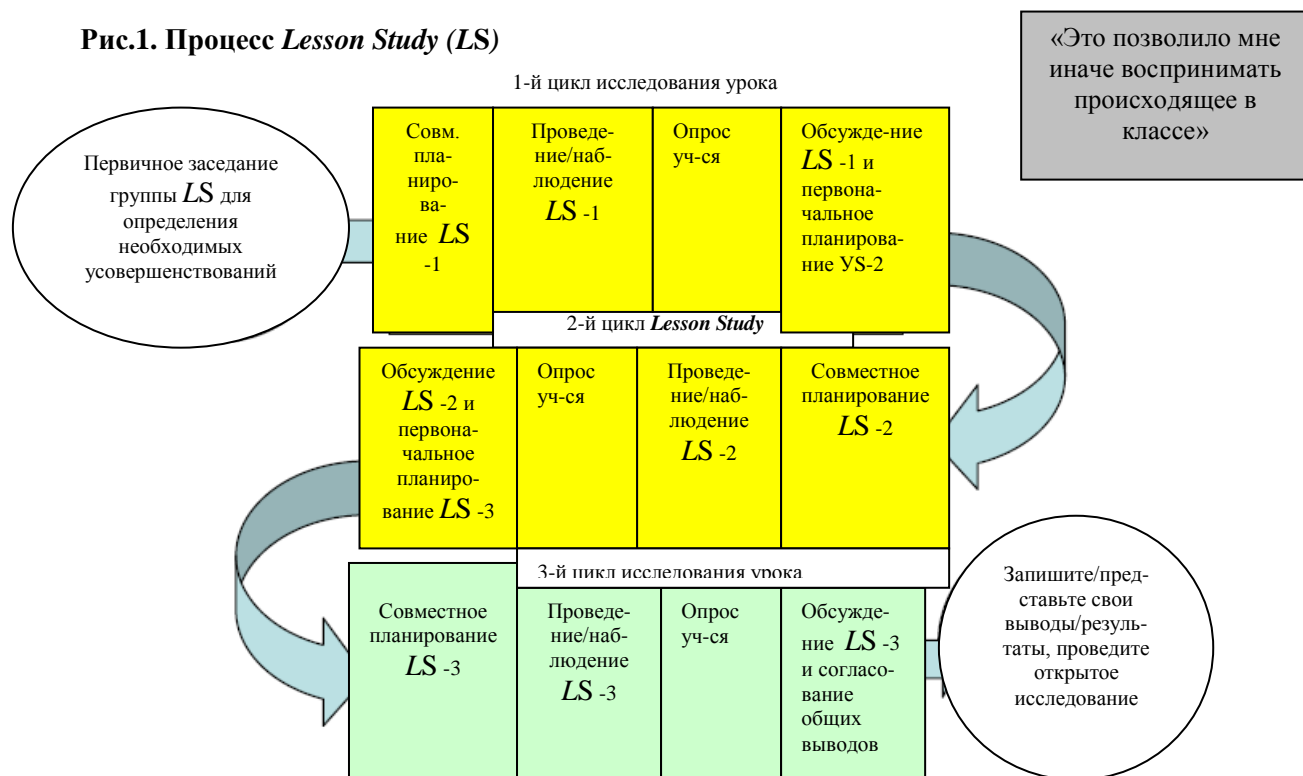 Рис.1. Процесс Lesson Study (LS)
«Это позволило мне
иначе воспринимать
происходящее в
классе»
1-й цикл исследования урока
Первичное заседание
группы LS для
определения
необходимых
усовершенствований
Совм.
пла-
ниро-
ва-
ние LS
-1
Проведе-
ние/наб-
людение
LS -1
Опрос
уч-ся
Обсужде-ние
LS -1 и
первона-
чальное
планирова-
ние УS-2
2-й цикл Lesson Study
Обсуждение
LS -2 и
первона-
чальное
планиро-
вание LS -3
Опрос
уч-ся
Проведе-
ние/наб-
людение
LS -2
Совместное
планирование
LS -2
3-й цикл исследования урока
Совместное
планирование
LS -3
Проведе-
ние/наб-
людение
LS -3
Опрос
уч-ся
Обсужде-
ние LS -3
и согласо-
вание
общих
выводов
Запишите/пред-
ставьте свои
выводы/резуль-
таты, проведите
открытое
исследование